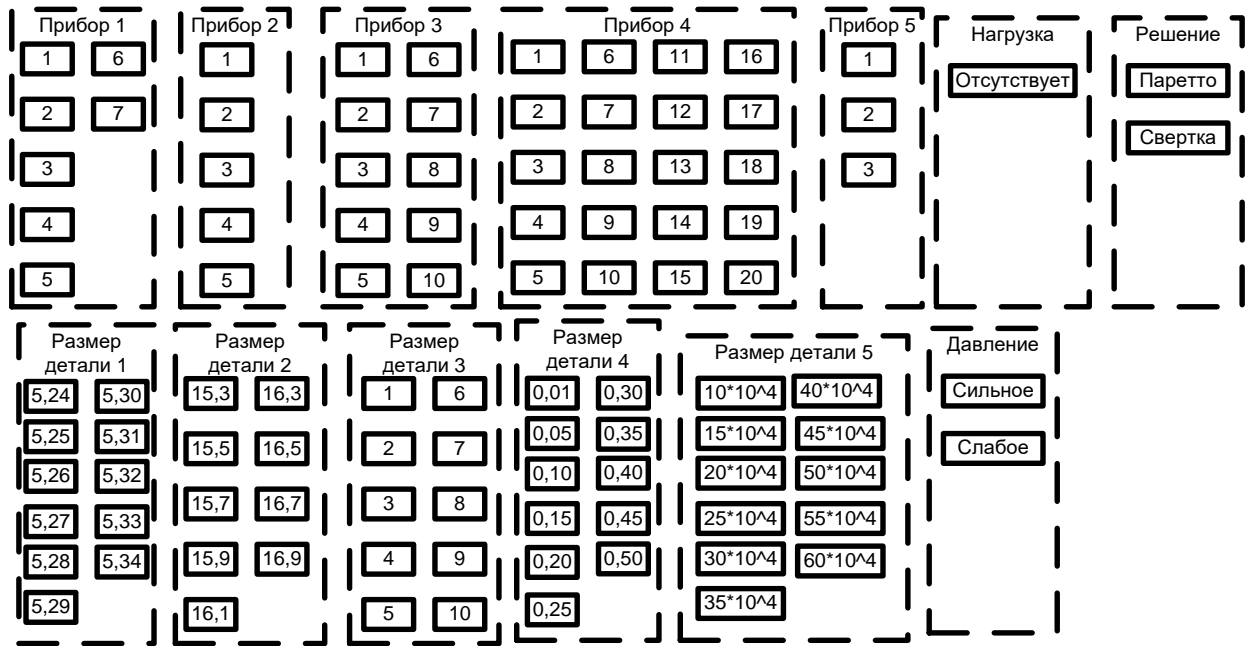 Прибор 1
1 6
2 7
3
4
5
Прибор 2
1
2
3
4
5
Прибор 3
1 6
2 7
3 8
4 9
5 10
Прибор 4
1 6 11 16
2 7 12 17
3 8 13 18
4 9 14 19
5 10 15 20
Прибор 5
1
2
3
Нагрузка
Отсутствует
Решение
Паретто
Свертка
Размер
детали 1
5,24 5,30
5,25 5,31
5,26 5,32
5,27 5,33
5,28 5,34
5,29
Размер
детали 2
15,3 16,3
15,5 16,5
15,7 16,7
15,9 16,9
16,1
Размер
детали 3
1 6
2 7
3 8
4 9
5 10
Размер
детали 4
0,01 0,30
0,05 0,35
0,10 0,40
0,15 0,45
0,20 0,50
0,25
Размер детали 5
10*10^4 40*10^4
15*10^4 45*10^4
20*10^4 50*10^4
25*10^4 55*10^4
30*10^4 60*10^4
35*10^4
Давление
Сильное
Слабое